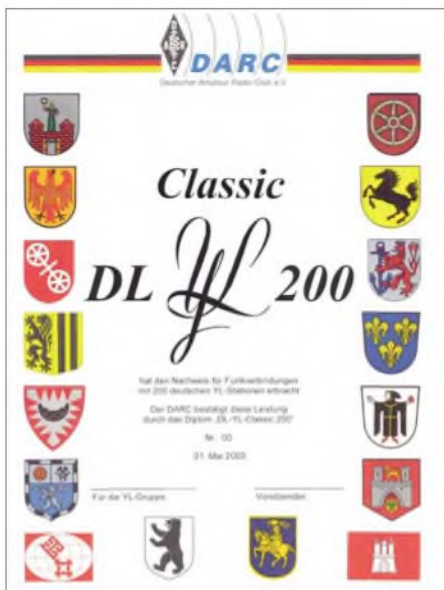 DARC
Deutscher Amateur-Radio-Club e.V.
Classic
DL YL 200
hat den Nachweis für Funkverbindungen
mit 200 deutschen YL-Stationen erbracht
Der DARC bestätigt diese Leistung
durch das Diplom „DL-YL-Classic 200"
Nr. 00
01. Mai 2003
Für die YL-Gruppe
Vorsitzender